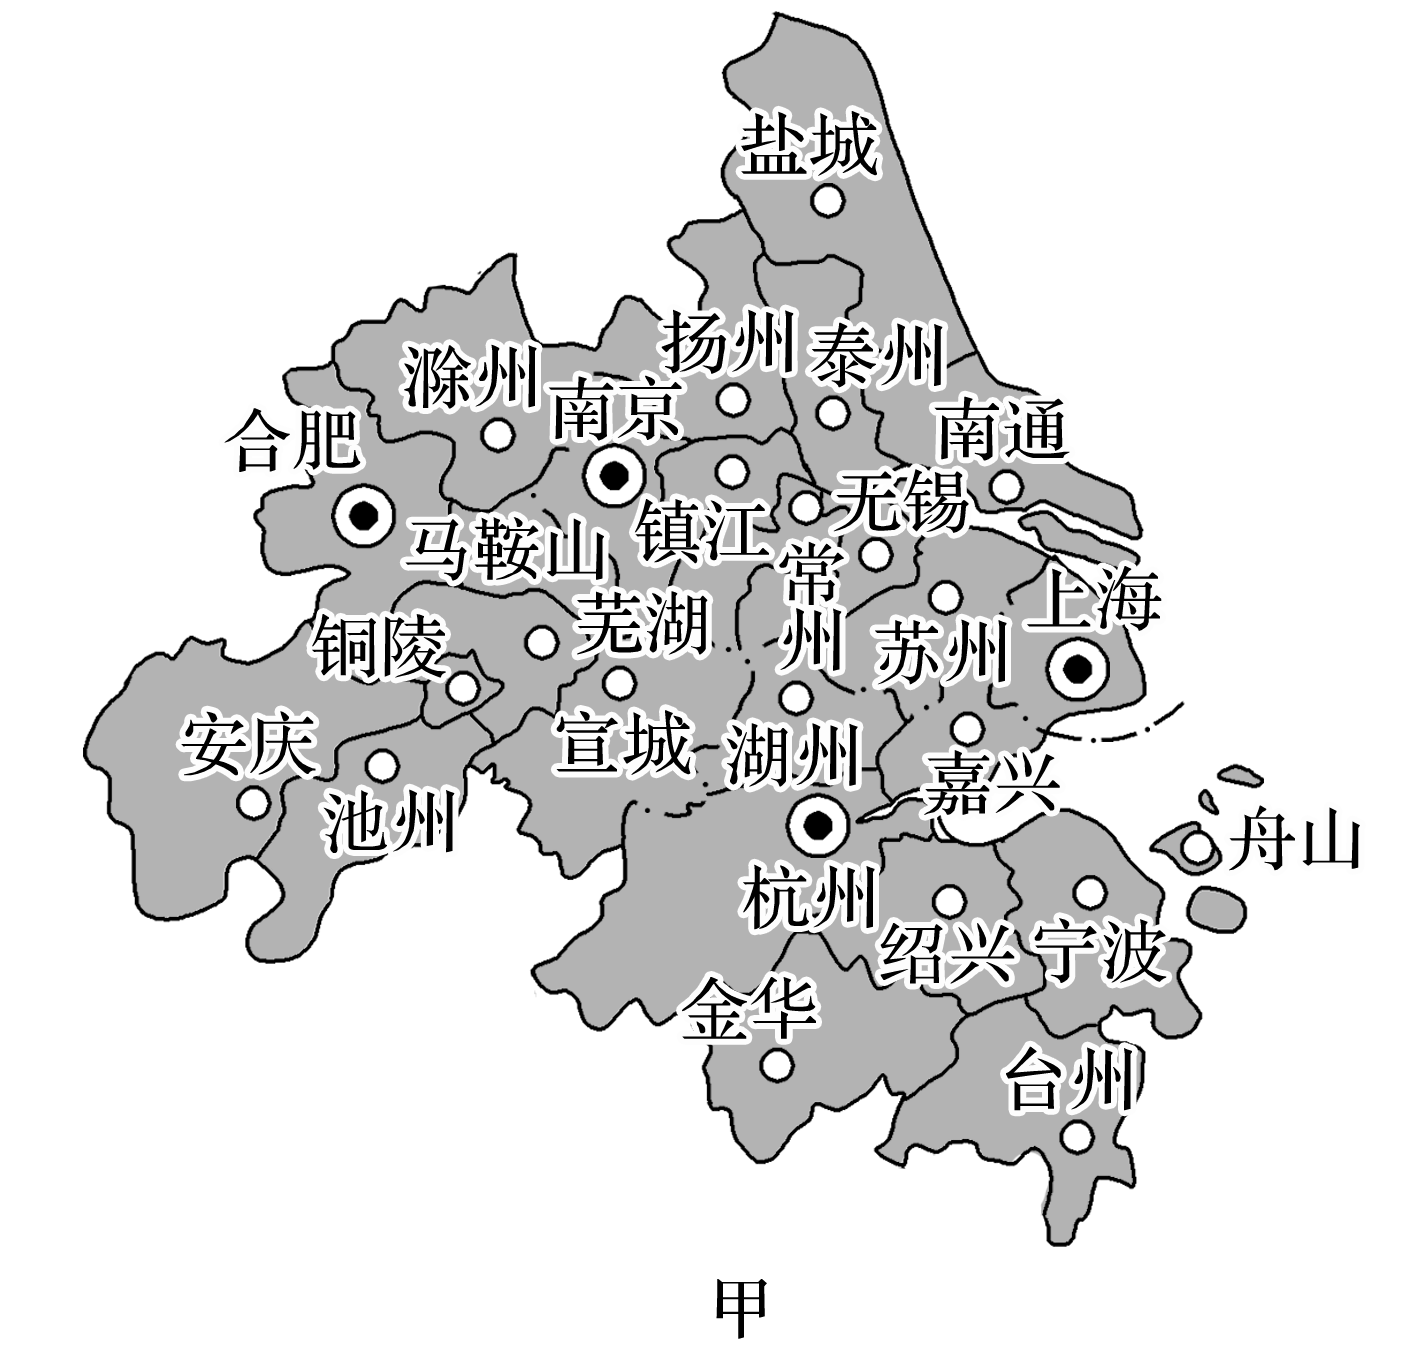 盐城
扬州
泰州
滁州
南京
南通
合肥
无锡
镇江
马鞍山
常州
上海
芜湖
铜陵
苏州
安庆
宣城
湖州
嘉兴
池州
舟山
杭州
绍兴
宁波
金华
台州
甲